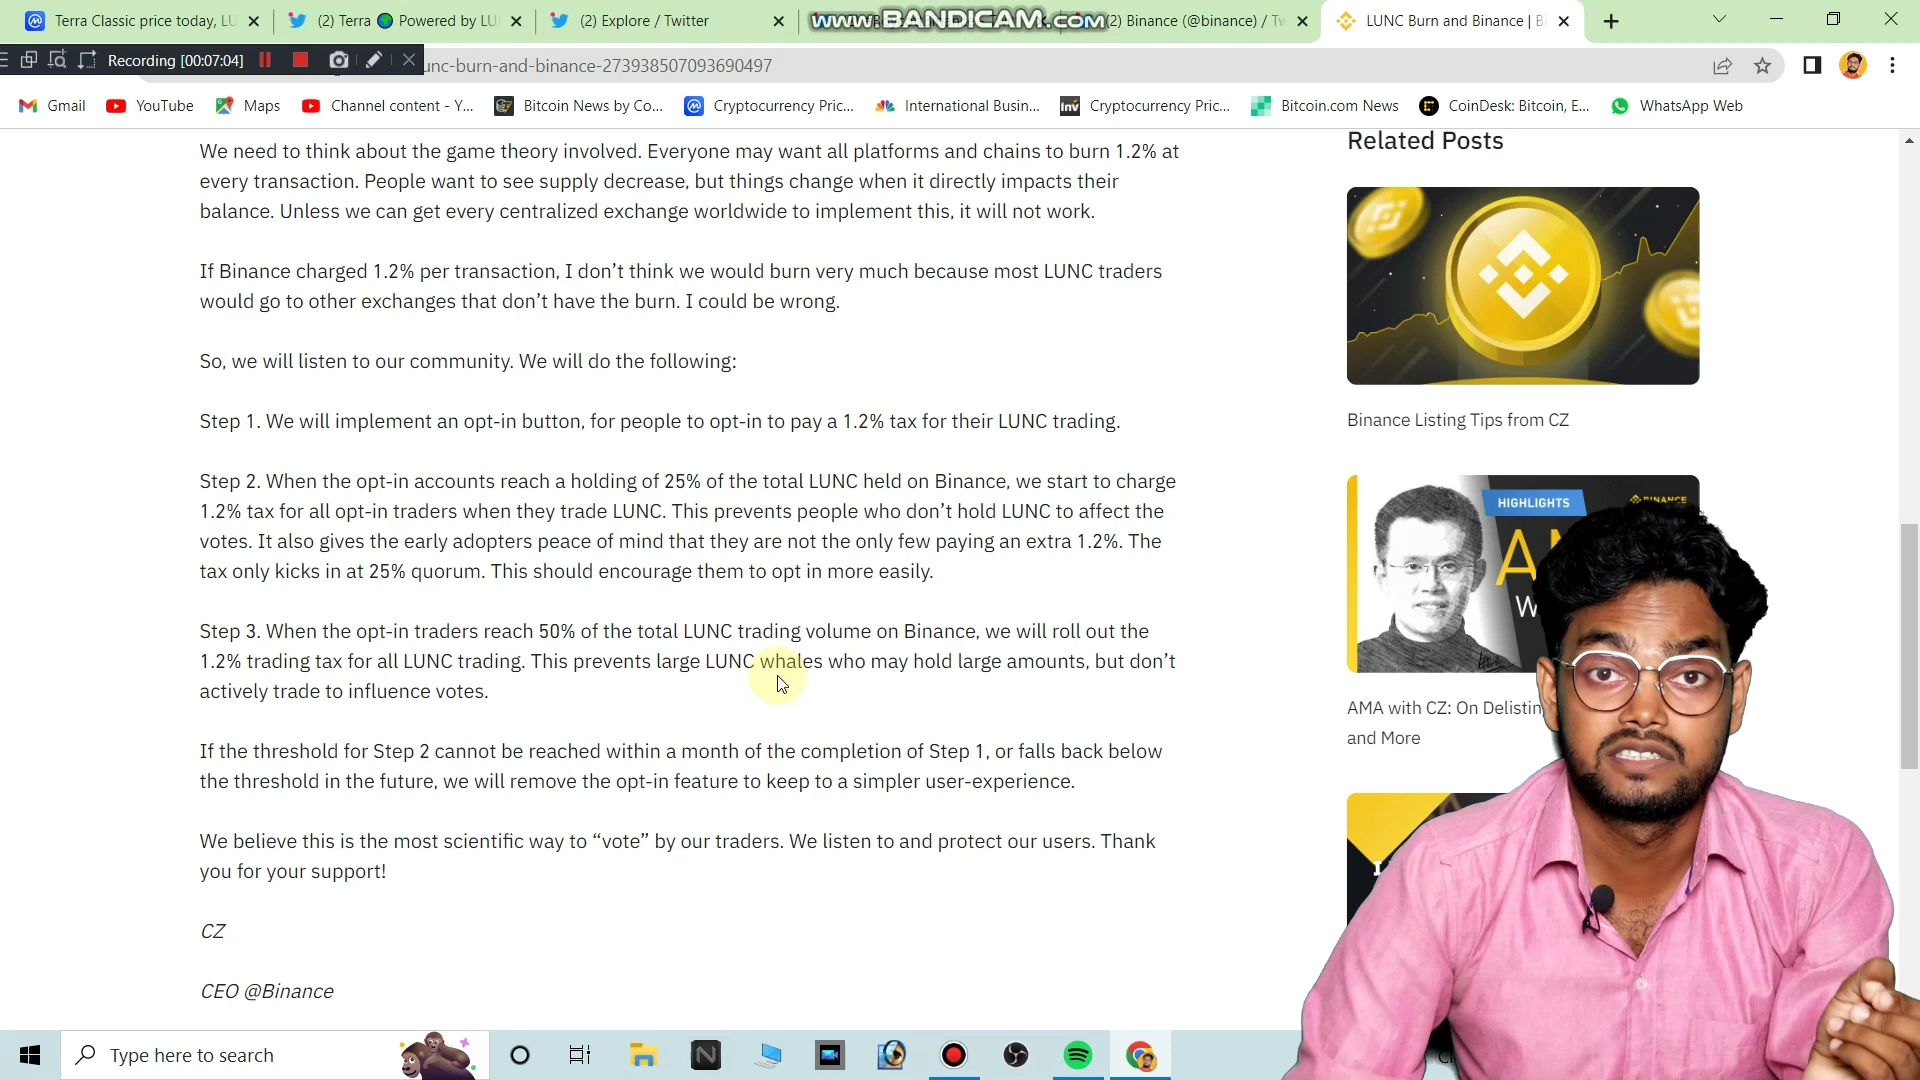 Terra Classic price today, LU
(2) Terra Powered by LU
(2) Explore / Twitter
www.BANDICAM.com
(2) Binance (@binance) / Tw
LUNC Burn and Binance | Bi
Recording [00:07:04]
unc-burn-and-binance-273938507093690497
Gmail
YouTube
Maps
Channel content - Y...
Bitcoin News by Co...
Cryptocurrency Pric...
International Busin...
Inv
Cryptocurrency Pric...
Bitcoin.com News
CoinDesk: Bitcoin, E...
WhatsApp Web
We need to think about the game theory involved. Everyone may want all platforms and chains to burn 1.2% at
every transaction. People want to see supply decrease, but things change when it directly impacts their
balance. Unless we can get every centralized exchange worldwide to implement this, it will not work.
If Binance charged 1.2% per transaction, I don’t think we would burn very much because most LUNC traders
would go to other exchanges that don’t have the burn. I could be wrong.
So, we will listen to our community. We will do the following:
Step 1. We will implement an opt-in button, for people to opt-in to pay a 1.2% tax for their LUNC trading.
Step 2. When the opt-in accounts reach a holding of 25% of the total LUNC held on Binance, we start to charge
1.2% tax for all opt-in traders when they trade LUNC. This prevents people who don’t hold LUNC to affect the
votes. It also gives the early adopters peace of mind that they are not the only few paying an extra 1.2%. The
tax only kicks in at 25% quorum. This should encourage them to opt in more easily.
Step 3. When the opt-in traders reach 50% of the total LUNC trading volume on Binance, we will roll out the
1.2% trading tax for all LUNC trading. This prevents large LUNC whales who may hold large amounts, but don’t
actively trade to influence votes.
If the threshold for Step 2 cannot be reached within a month of the completion of Step 1, or falls back below
the threshold in the future, we will remove the opt-in feature to keep to a simpler user-experience.
We believe this is the most scientific way to “vote” by our traders. We listen to and protect our users. Thank
you for your support!
CZ
CEO @Binance
Related Posts
Binance Listing Tips from CZ
HIGHLIGHTS
BINANCE
AM
W
AMA with CZ: On Delistin
and More
Type here to search